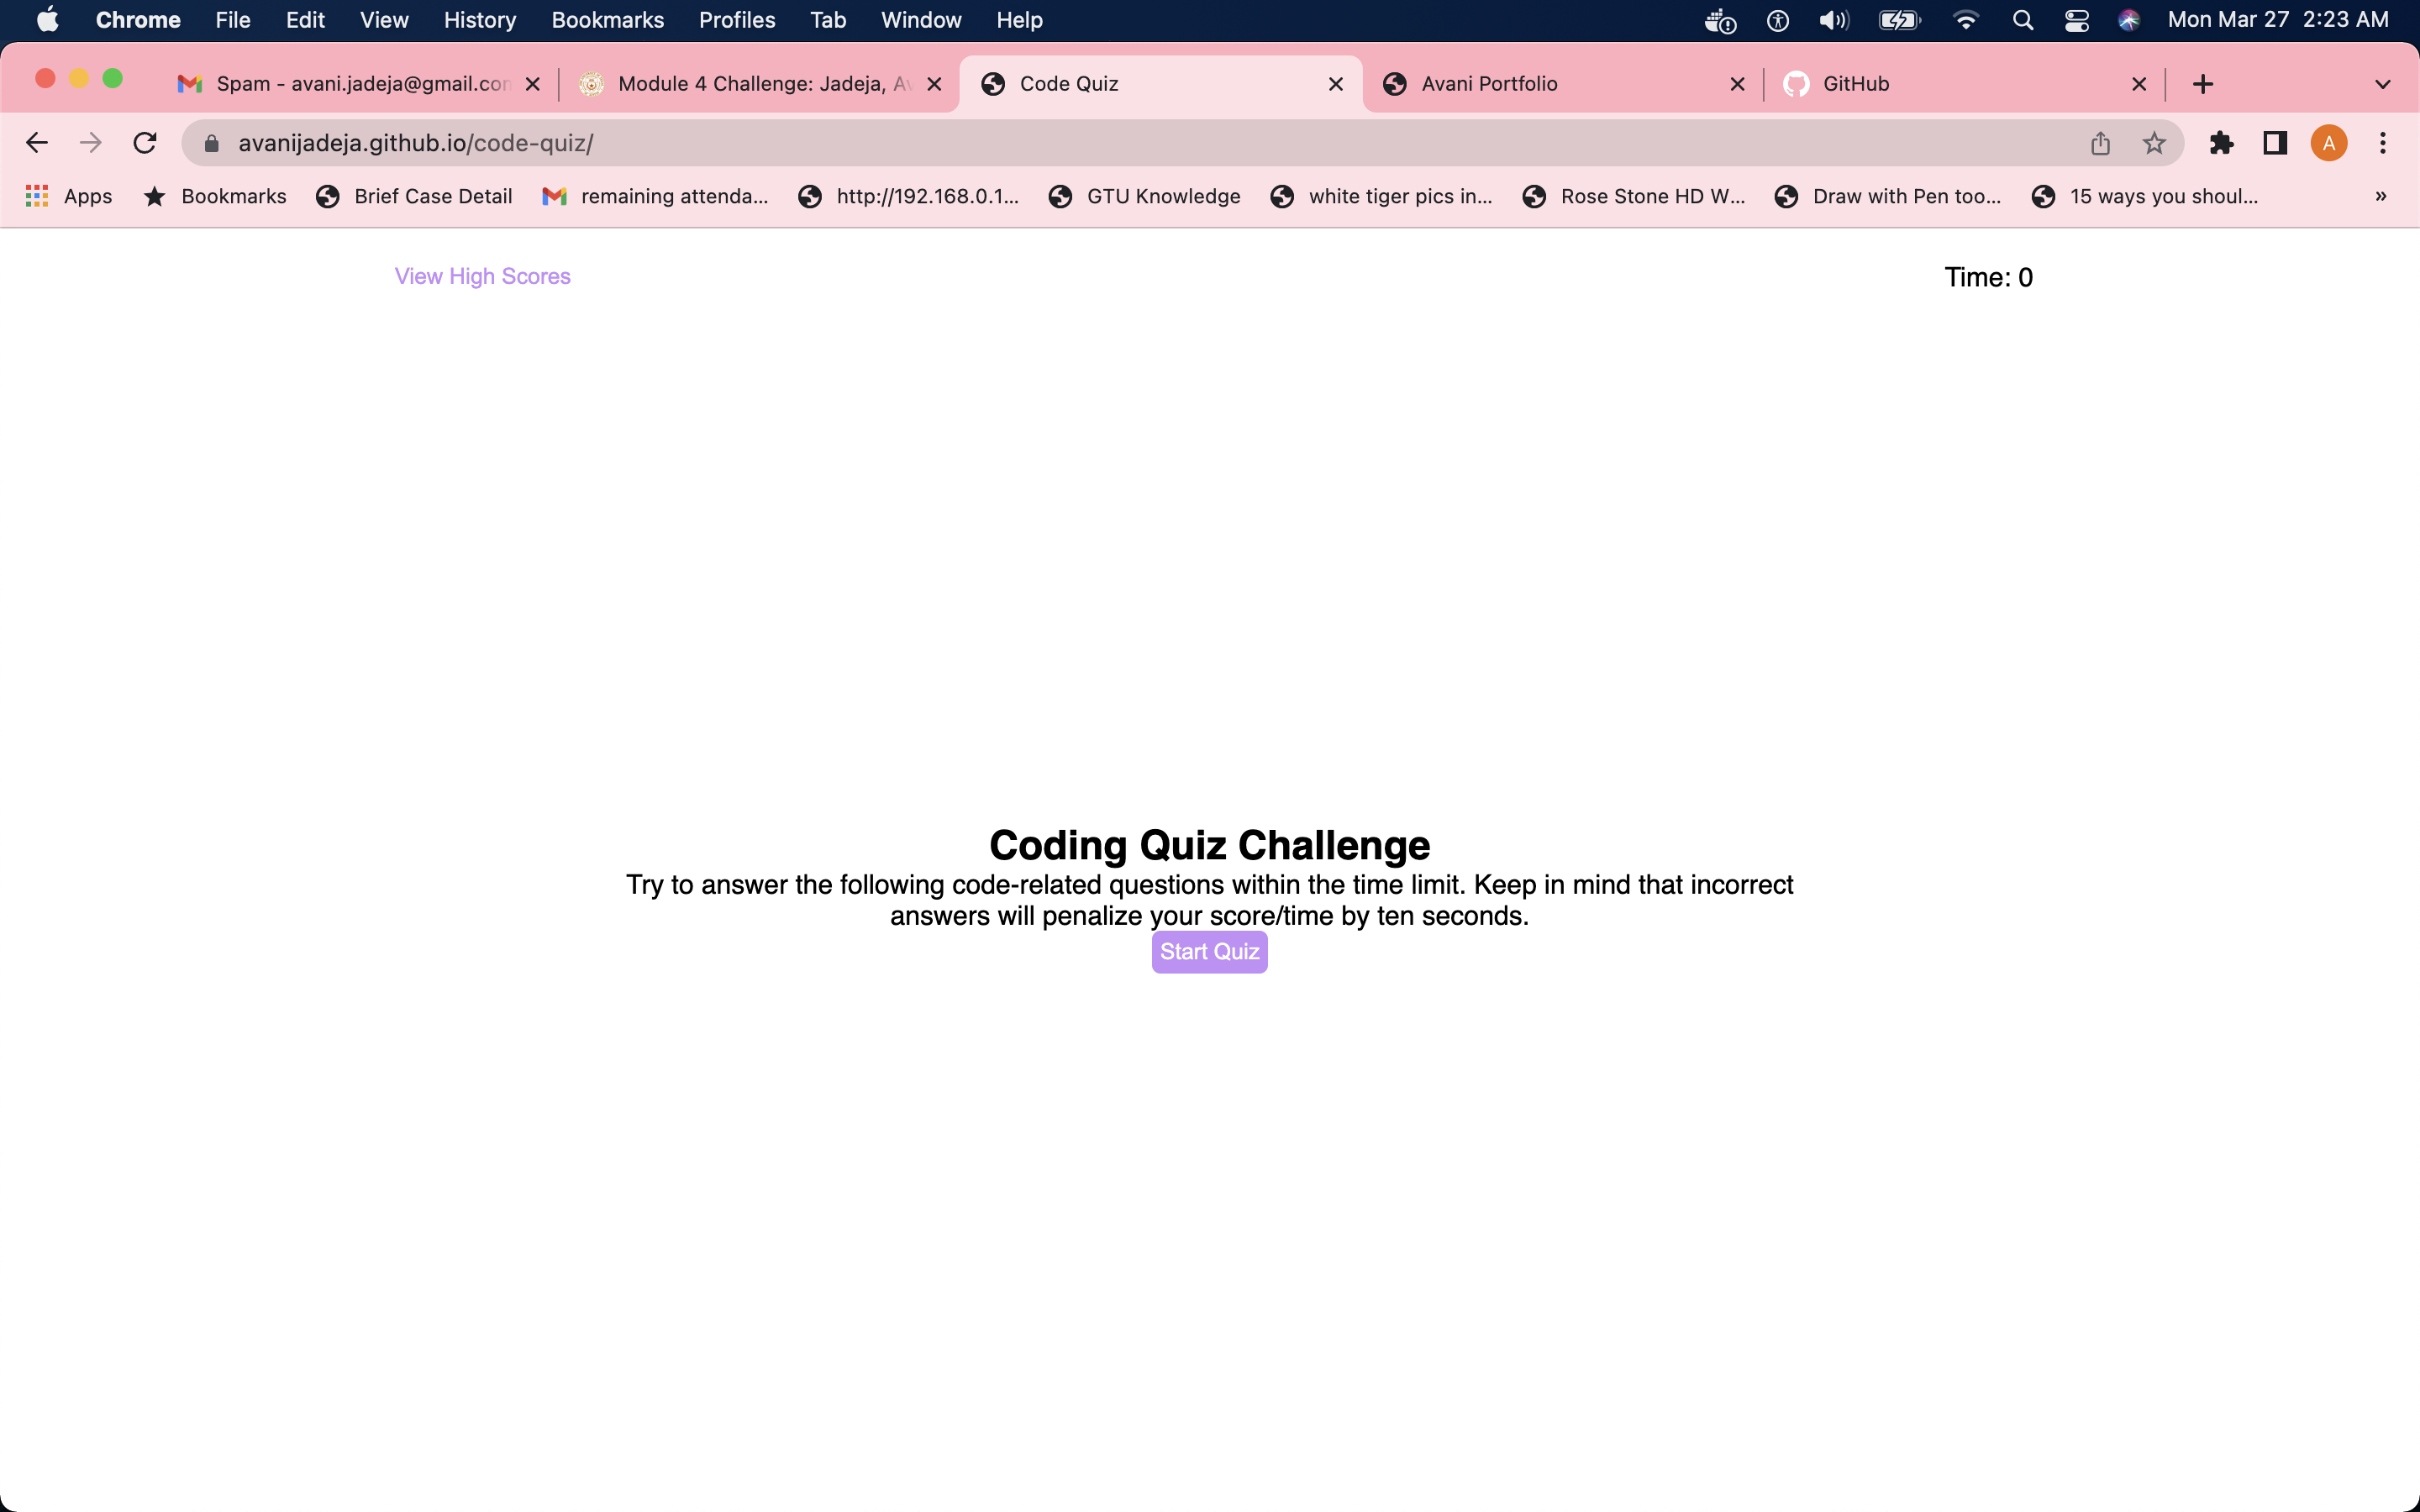 Chrome File Edit View History Bookmarks Profiles Tab Window Help Mon Mar 27 2:23 AM
Spam - avani.jadeja@gmail.com Module 4 Challenge: Jadeja, Av Code Quiz Avani Portfolio GitHub
avanijadeja.github.io/code-quiz/ A
Apps Bookmarks Brief Case Detail remaining attenda... http://192.168.0.1... GTU Knowledge white tiger pics in... Rose Stone HD W... Draw with Pen too... 15 ways you shoul... »
View High Scores Time: 0
Coding Quiz Challenge
Try to answer the following code-related questions within the time limit. Keep in mind that incorrect
answers will penalize your score/time by ten seconds.
Start Quiz